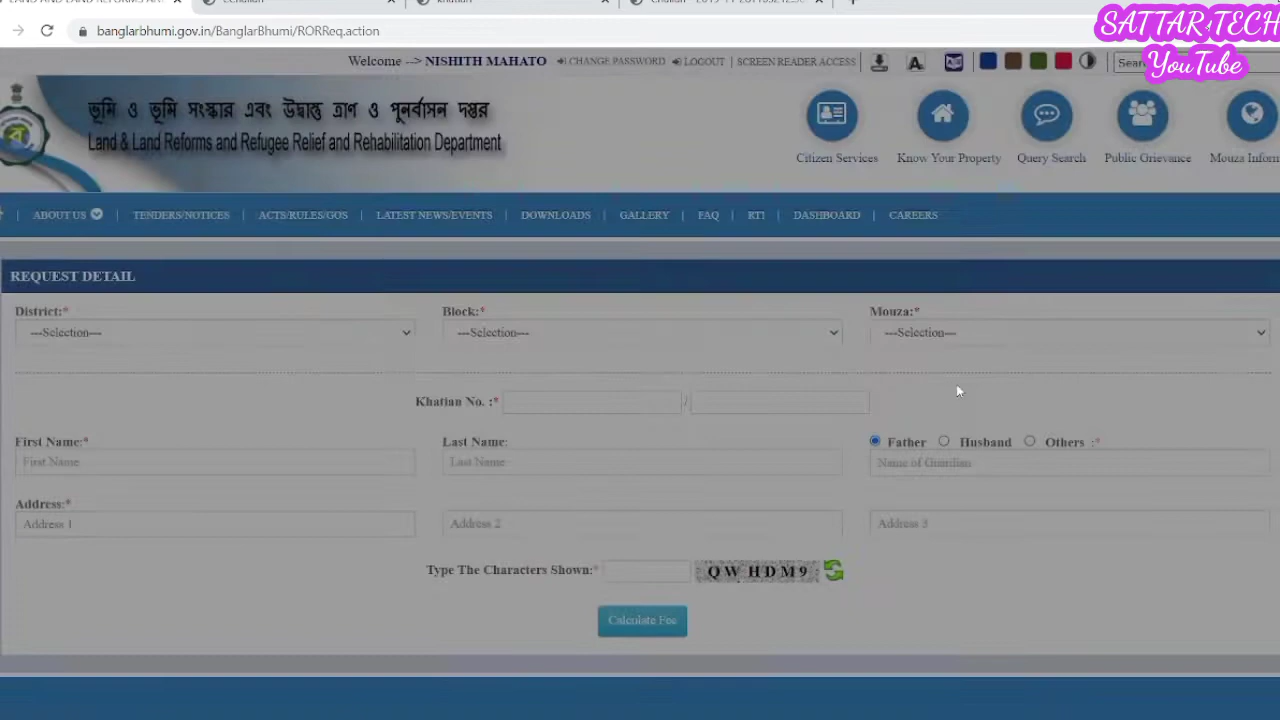 SATTAR TECH
YouTube
banglarbhumi.gov.in/BanglarBhumi/RORReq.action
Welcome --> NISHITH MAHATO CHANGE PASSWORD LOGOUT | SCREEN READER ACCESS
ভূমি ও ভূমি সংস্কার এবং উদ্বাস্তু ত্রাণ ও পুনর্বাসন দপ্তর
Land & Land Reforms and Refugee Relief and Rehabilitation Department
Citizen Services Know Your Property Query Search Public Grievance Mouza Inform
| ABOUT US | TENDERS/NOTICES | ACTS/RULES/GOS | LATEST NEWS/EVENTS | DOWNLOADS | GALLERY | FAQ | RTI | DASHBOARD | CAREERS
REQUEST DETAIL
District:* Block:* Mouza:*
---Selection--- ---Selection--- ---Selection---
Khatian No. :* /
First Name:* Last Name: Father Husband Others :*
First Name Last Name Name of Guardian
Address:*
Address 1 Address 2 Address 3
Type The Characters Shown:* QW HDM9
Calculate Fee